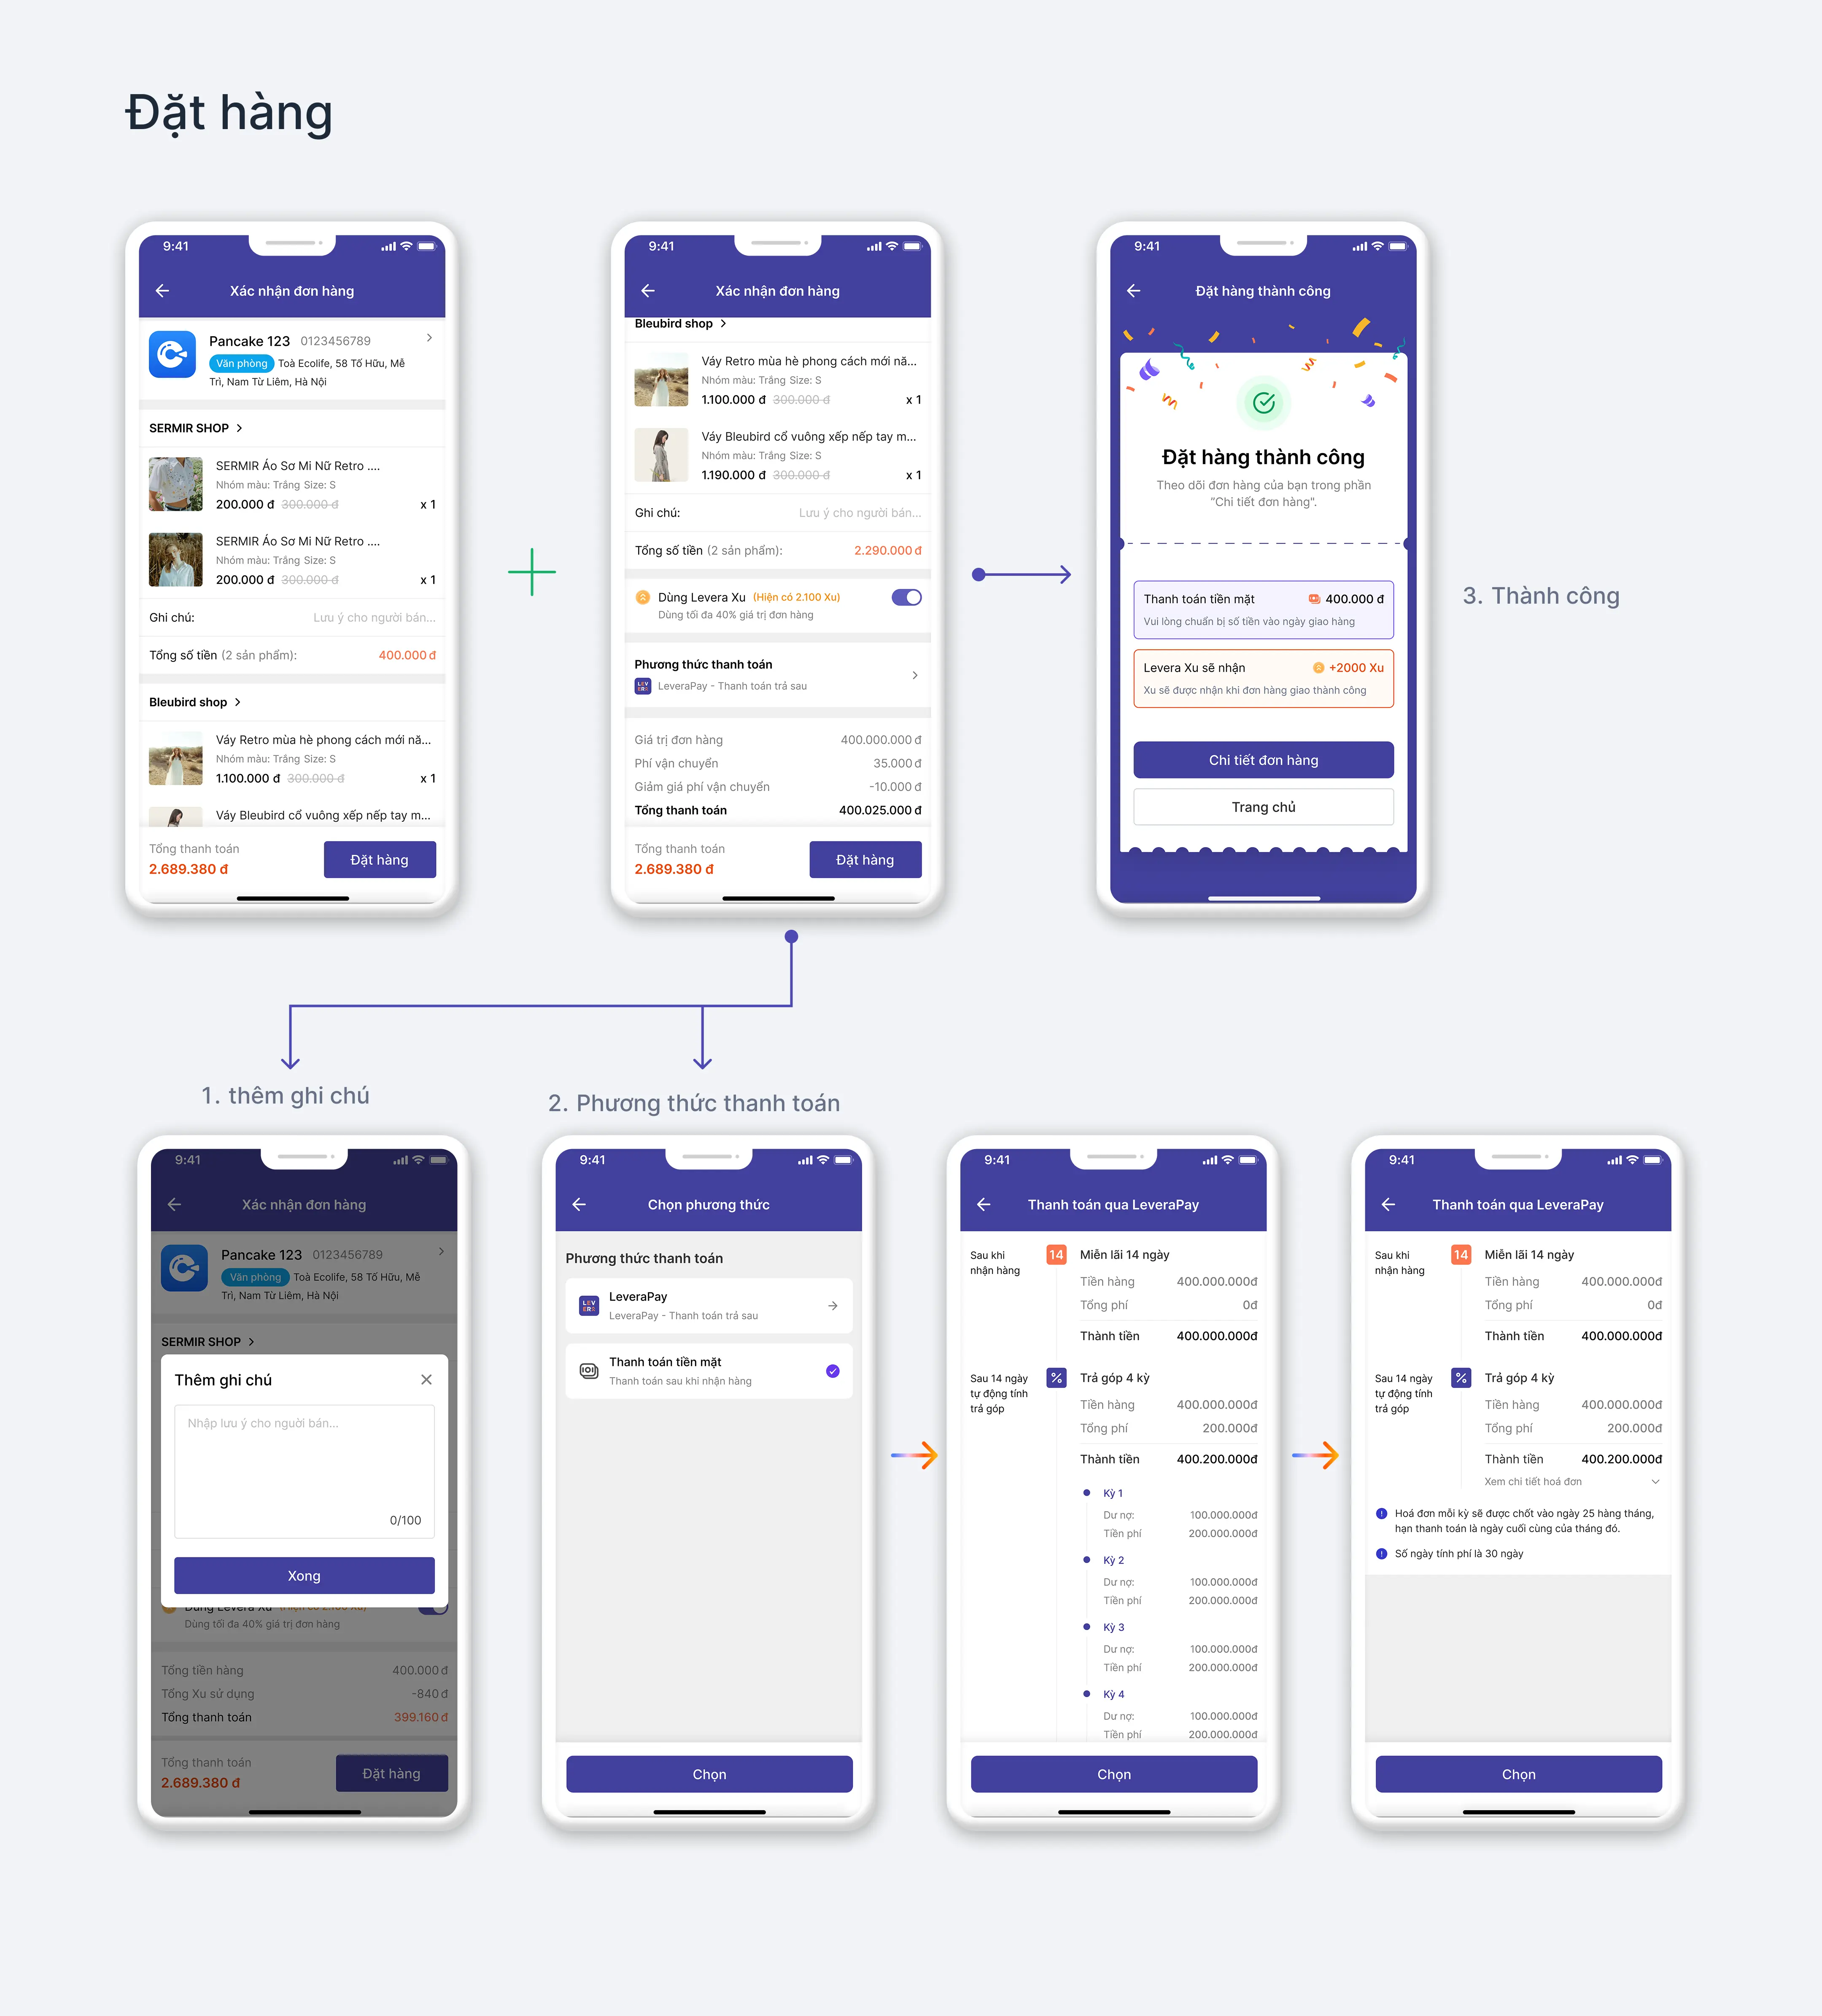 Đặt hàng
9:41
Xác nhận đơn hàng
Pancake 123 0123456789
Văn phòng Toà Ecolife, 58 Tố Hữu, Mễ
Trì, Nam Từ Liêm, Hà Nội
SERMIR SHOP
SERMIR Áo Sơ Mi Nữ Retro ....
Nhóm màu: Trắng Size: S
200.000 đ 300.000 đ x 1
SERMIR Áo Sơ Mi Nữ Retro ....
Nhóm màu: Trắng Size: S
200.000 đ 300.000 đ x 1
Ghi chú: Lưu ý cho người bán...
Tổng số tiền (2 sản phẩm): 400.000 đ
Bleubird shop
Váy Retro mùa hè phong cách mới nă...
Nhóm màu: Trắng Size: S
1.100.000 đ 300.000 đ x 1
Váy Bleubird cổ vuông xếp nếp tay m...
Tổng thanh toán
2.689.380 đ
Đặt hàng
9:41
Xác nhận đơn hàng
Bleubird shop
Váy Retro mùa hè phong cách mới nă...
Nhóm màu: Trắng Size: S
1.100.000 đ 300.000 đ x 1
Váy Bleubird cổ vuông xếp nếp tay m...
Nhóm màu: Trắng Size: S
1.190.000 đ 300.000 đ x 1
Ghi chú: Lưu ý cho người bán...
Tổng số tiền (2 sản phẩm): 2.290.000 đ
Dùng Levera Xu (Hiện có 2.100 Xu)
Dùng tối đa 40% giá trị đơn hàng
Phương thức thanh toán
LEV
ERX
LeveraPay - Thanh toán trả sau
Giá trị đơn hàng 400.000.000 đ
Phí vận chuyển 35.000 đ
Giảm giá phí vận chuyển -10.000 đ
Tổng thanh toán 400.025.000 đ
Tổng thanh toán
2.689.380 đ
Đặt hàng
9:41
Đặt hàng thành công
Đặt hàng thành công
Theo dõi đơn hàng của bạn trong phần
"Chi tiết đơn hàng".
Thanh toán tiền mặt 400.000 đ
Vui lòng chuẩn bị số tiền vào ngày giao hàng
Levera Xu sẽ nhận +2000 Xu
Xu sẽ được nhận khi đơn hàng giao thành công
Chi tiết đơn hàng
Trang chủ
3. Thành công
1. thêm ghi chú
9:41
Xác nhận đơn hàng
Pancake 123 0123456789
Văn phòng Toà Ecolife, 58 Tố Hữu, Mễ
Trì, Nam Từ Liêm, Hà Nội
SERMIR SHOP
Thêm ghi chú
Nhập lưu ý cho người bán...
0/100
Xong
Dùng Levera Xu (Hiện có 2.100 Xu)
Dùng tối đa 40% giá trị đơn hàng
Tổng tiền hàng 400.000 đ
Tổng Xu sử dụng -840 đ
Tổng thanh toán 399.160 đ
Tổng thanh toán
2.689.380 đ
Đặt hàng
2. Phương thức thanh toán
9:41
Chọn phương thức
Phương thức thanh toán
LEV
ERX
LeveraPay
LeveraPay - Thanh toán trả sau
Thanh toán tiền mặt
Thanh toán sau khi nhận hàng
Chọn
9:41
Thanh toán qua LeveraPay
Sau khi
nhận hàng
14 Miễn lãi 14 ngày
Tiền hàng 400.000.000đ
Tổng phí 0đ
Thành tiền 400.000.000đ
Sau 14 ngày
tự động tính
trả góp
% Trả góp 4 kỳ
Tiền hàng 400.000.000đ
Tổng phí 200.000đ
Thành tiền 400.200.000đ
Kỳ 1
Dư nợ: 100.000.000đ
Tiền phí 200.000.000đ
Kỳ 2
Dư nợ: 100.000.000đ
Tiền phí 200.000.000đ
Kỳ 3
Dư nợ: 100.000.000đ
Tiền phí 200.000.000đ
Kỳ 4
Dư nợ: 100.000.000đ
Tiền phí 200.000.000đ
Chọn
9:41
Thanh toán qua LeveraPay
Sau khi
nhận hàng
14 Miễn lãi 14 ngày
Tiền hàng 400.000.000đ
Tổng phí 0đ
Thành tiền 400.000.000đ
Sau 14 ngày
tự động tính
trả góp
% Trả góp 4 kỳ
Tiền hàng 400.000.000đ
Tổng phí 200.000đ
Thành tiền 400.200.000đ
Xem chi tiết hoá đơn
Hoá đơn mỗi kỳ sẽ được chốt vào ngày 25 hàng tháng,
hạn thanh toán là ngày cuối cùng của tháng đó.
Số ngày tính phí là 30 ngày
Chọn